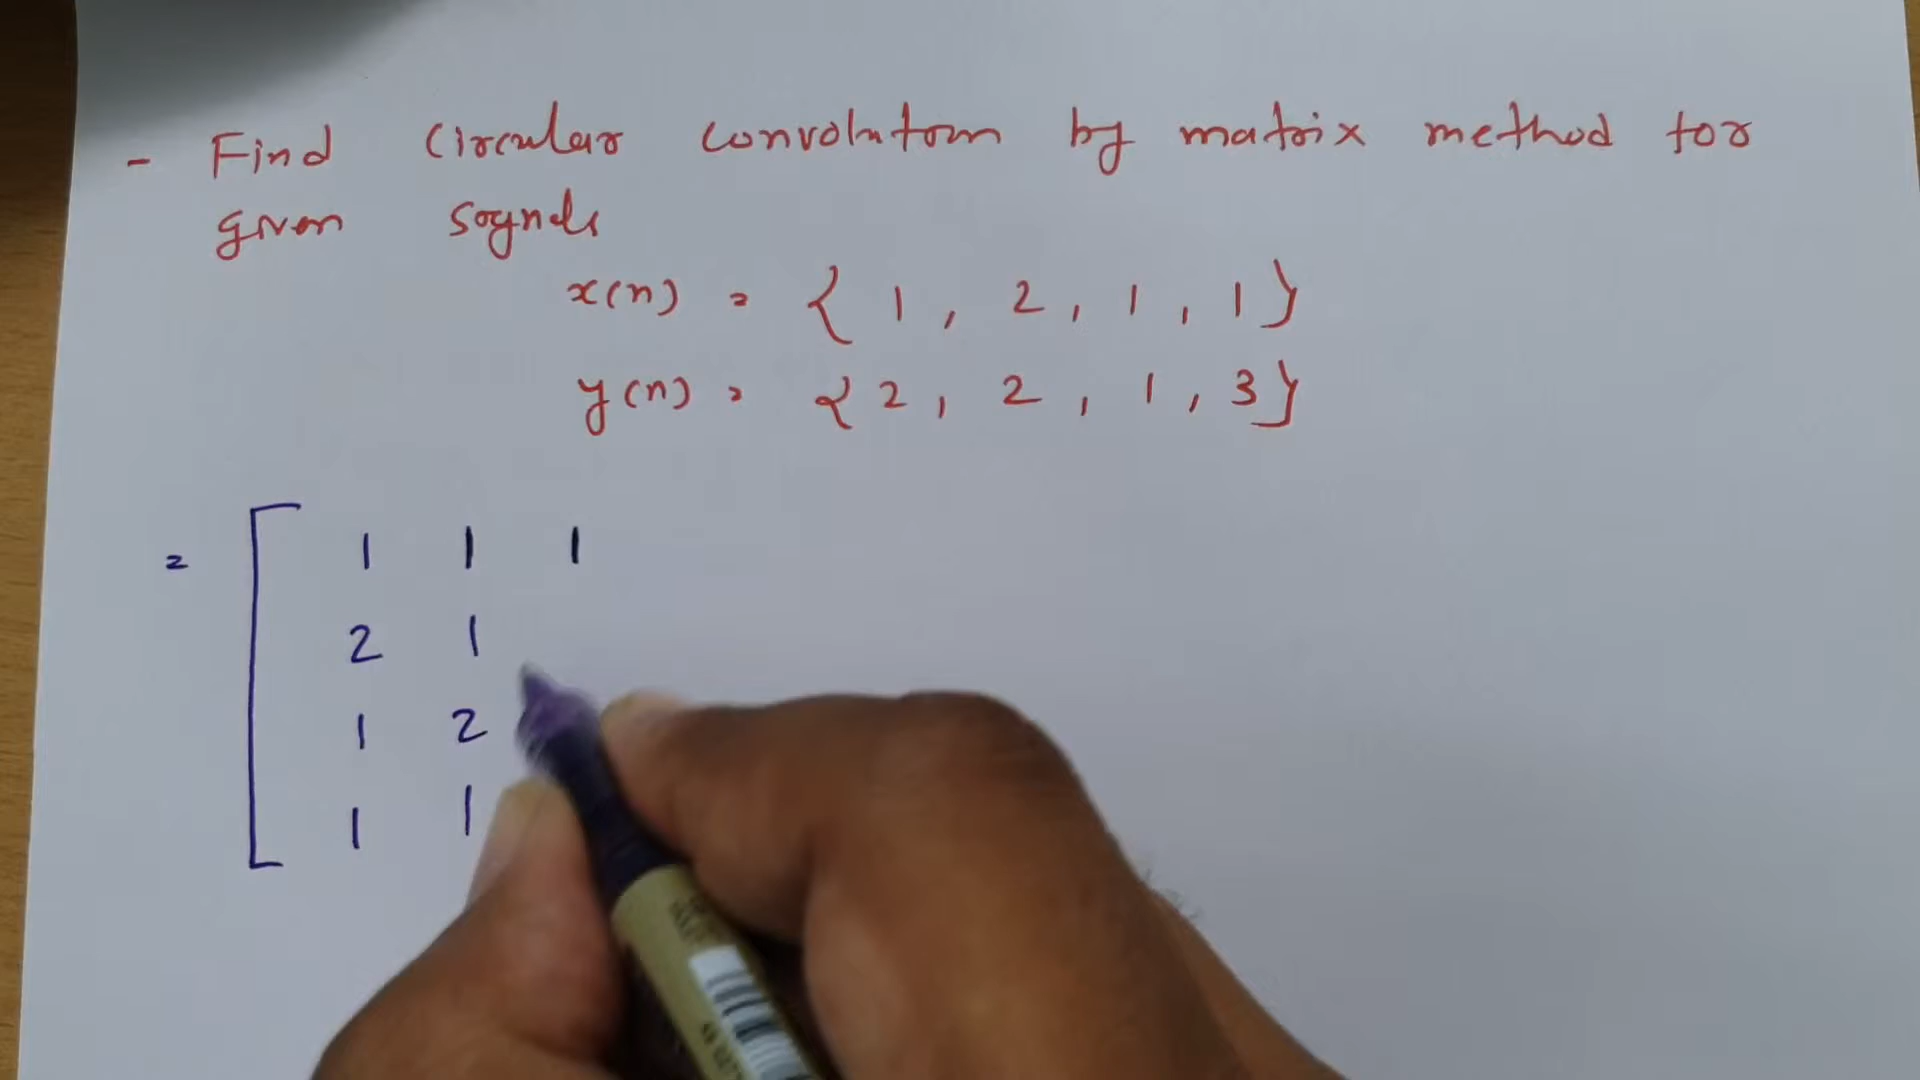 - Find circular convolution by matrix method for
given signals
x(n) = { 1, 2, 1, 1 }
y(n) = { 2, 2, 1, 3 }
= [ 1 1 1
2 1
1 2
1 1